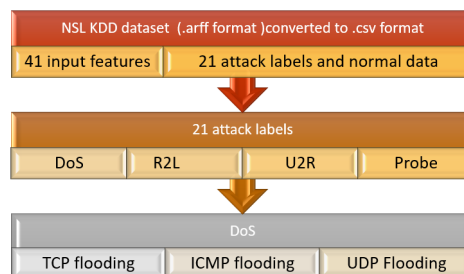 NSL KDD dataset (.arff format )converted to .csv format
41 input features 21 attack labels and normal data
21 attack labels
DoS R2L U2R Probe
DoS
TCP flooding ICMP flooding UDP Flooding